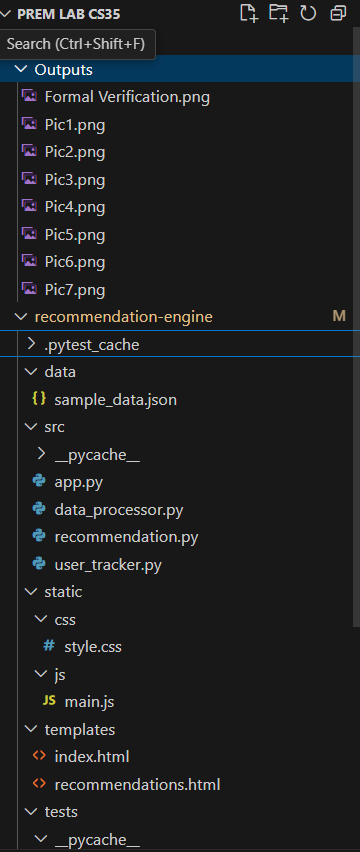 PREM LAB CS35
Search (Ctrl+Shift+F)
Outputs
Formal Verification.png
Pic1.png
Pic2.png
Pic3.png
Pic4.png
Pic5.png
Pic6.png
Pic7.png
recommendation-engine M
.pytest_cache
data
{} sample_data.json
src
__pycache__
app.py
data_processor.py
recommendation.py
user_tracker.py
static
css
# style.css
js
JS main.js
templates
<> index.html
<> recommendations.html
tests
__pycache__